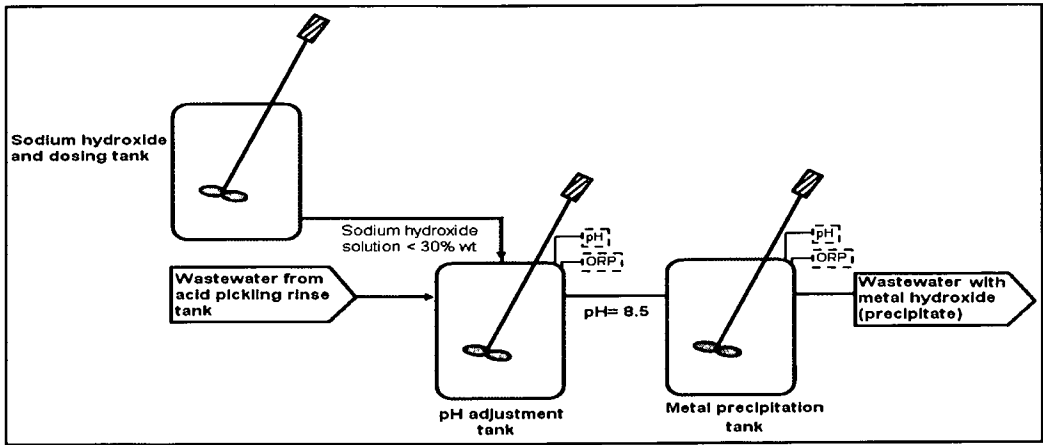 Sodium hydroxide
and dosing tank
Sodium hydroxide
solution < 30% wt
Wastewater from
acid pickling rinse
tank
pH
ORP
pH= 8.5
pH adjustment
tank
pH
ORP
Metal precipitation
tank
Wastewater with
metal hydroxide
(precipitate)